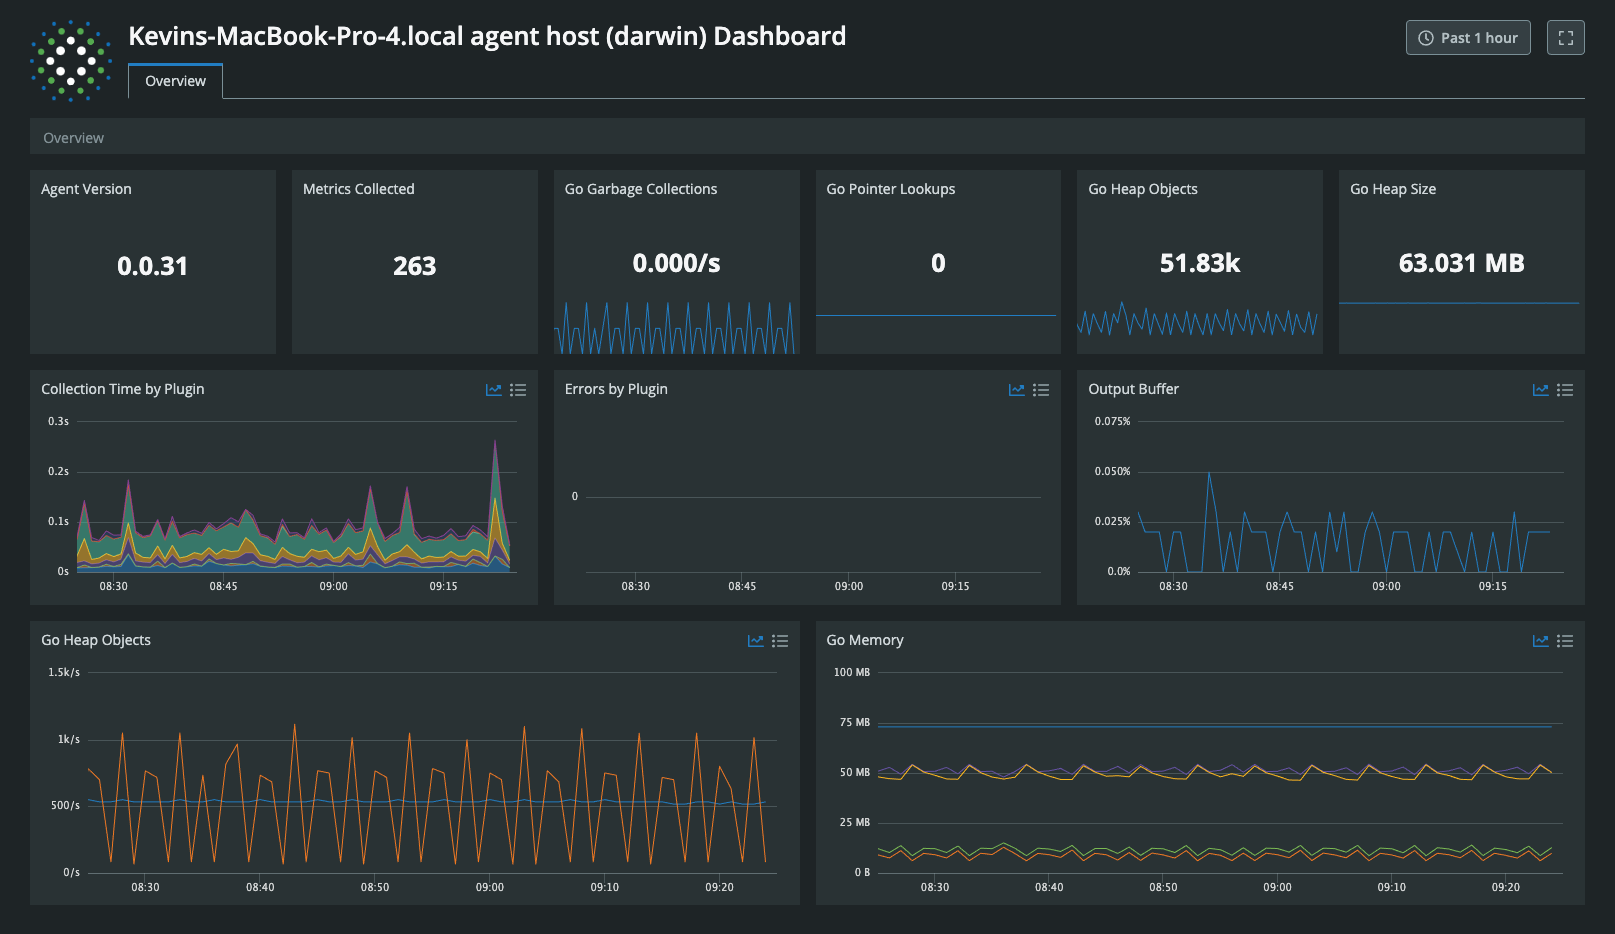 Kevins-MacBook-Pro-4.local agent host (darwin) Dashboard
Past 1 hour
Overview
Overview
Agent Version
0.0.31
Metrics Collected
263
Go Garbage Collections
0.000/s
Go Pointer Lookups
0
Go Heap Objects
51.83k
Go Heap Size
63.031 MB
Collection Time by Plugin
0.3s
0.2s
0.1s
0s
08:30 08:45 09:00 09:15
Errors by Plugin
0
08:30 08:45 09:00 09:15
Output Buffer
0.075%
0.050%
0.025%
0.0%
08:30 08:45 09:00 09:15
Go Heap Objects
1.5k/s
1k/s
500/s
0/s
08:30 08:40 08:50 09:00 09:10 09:20
Go Memory
100 MB
75 MB
50 MB
25 MB
0 B
08:30 08:40 08:50 09:00 09:10 09:20